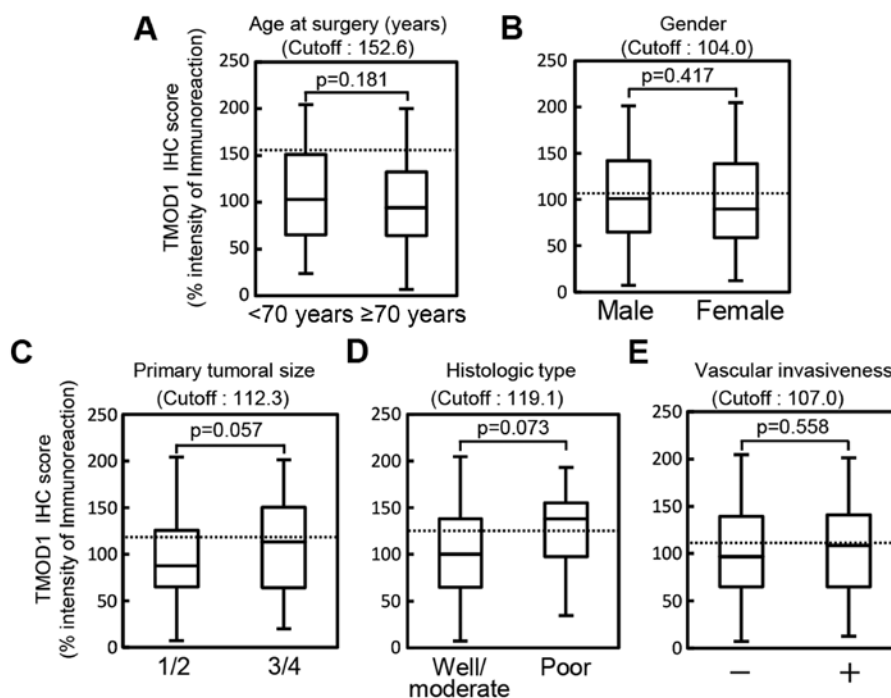 A
Age at surgery (years)
(Cutoff : 152.6)
TMOD1 IHC score
(% intensity of Immunoreaction)
250
200
150
100
50
0
p=0.181
<70 years ≥70 years
B
Gender
(Cutoff : 104.0)
250
200
150
100
50
0
p=0.417
Male Female
C
Primary tumoral size
(Cutoff : 112.3)
TMOD1 IHC score
(% intensity of Immunoreaction)
250
200
150
100
50
0
p=0.057
1/2 3/4
D
Histologic type
(Cutoff : 119.1)
250
200
150
100
50
0
p=0.073
Well/ Poor
moderate
E
Vascular invasiveness
(Cutoff : 107.0)
250
200
150
100
50
0
p=0.558
− +